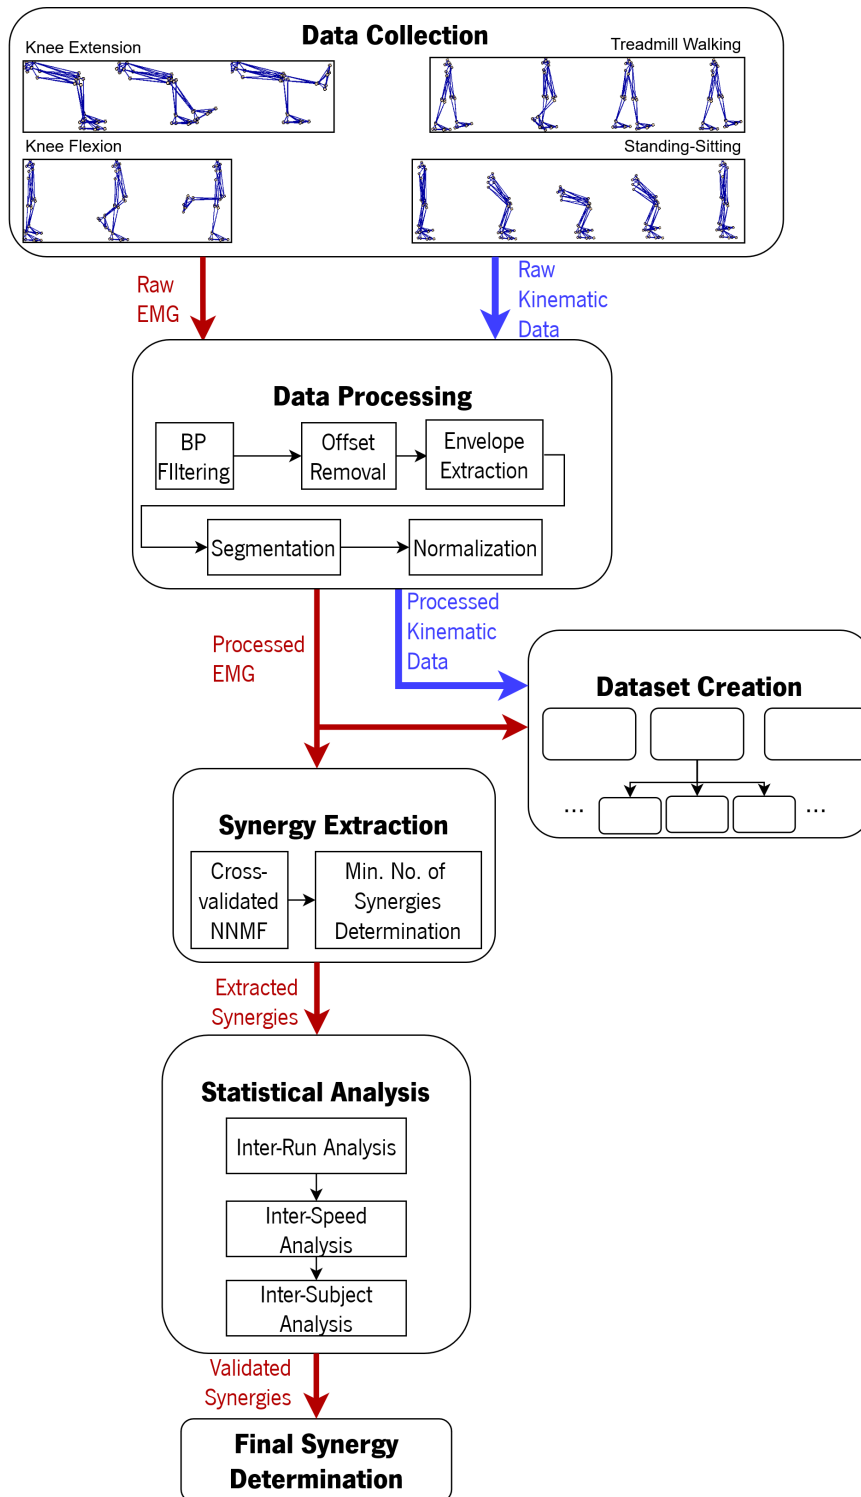 Data Collection
Knee Extension
Treadmill Walking
Knee Flexion
Standing-Sitting
Raw
EMG
Raw
Kinematic
Data
Data Processing
BP
FIltering
Offset
Removal
Envelope
Extraction
Segmentation
Normalization
Processed
EMG
Processed
Kinematic
Data
Dataset Creation
...
...
Synergy Extraction
Cross-
validated
NNMF
Min. No. of
Synergies
Determination
Extracted
Synergies
Statistical Analysis
Inter-Run Analysis
Inter-Speed
Analysis
Inter-Subject
Analysis
Validated
Synergies
Final Synergy
Determination